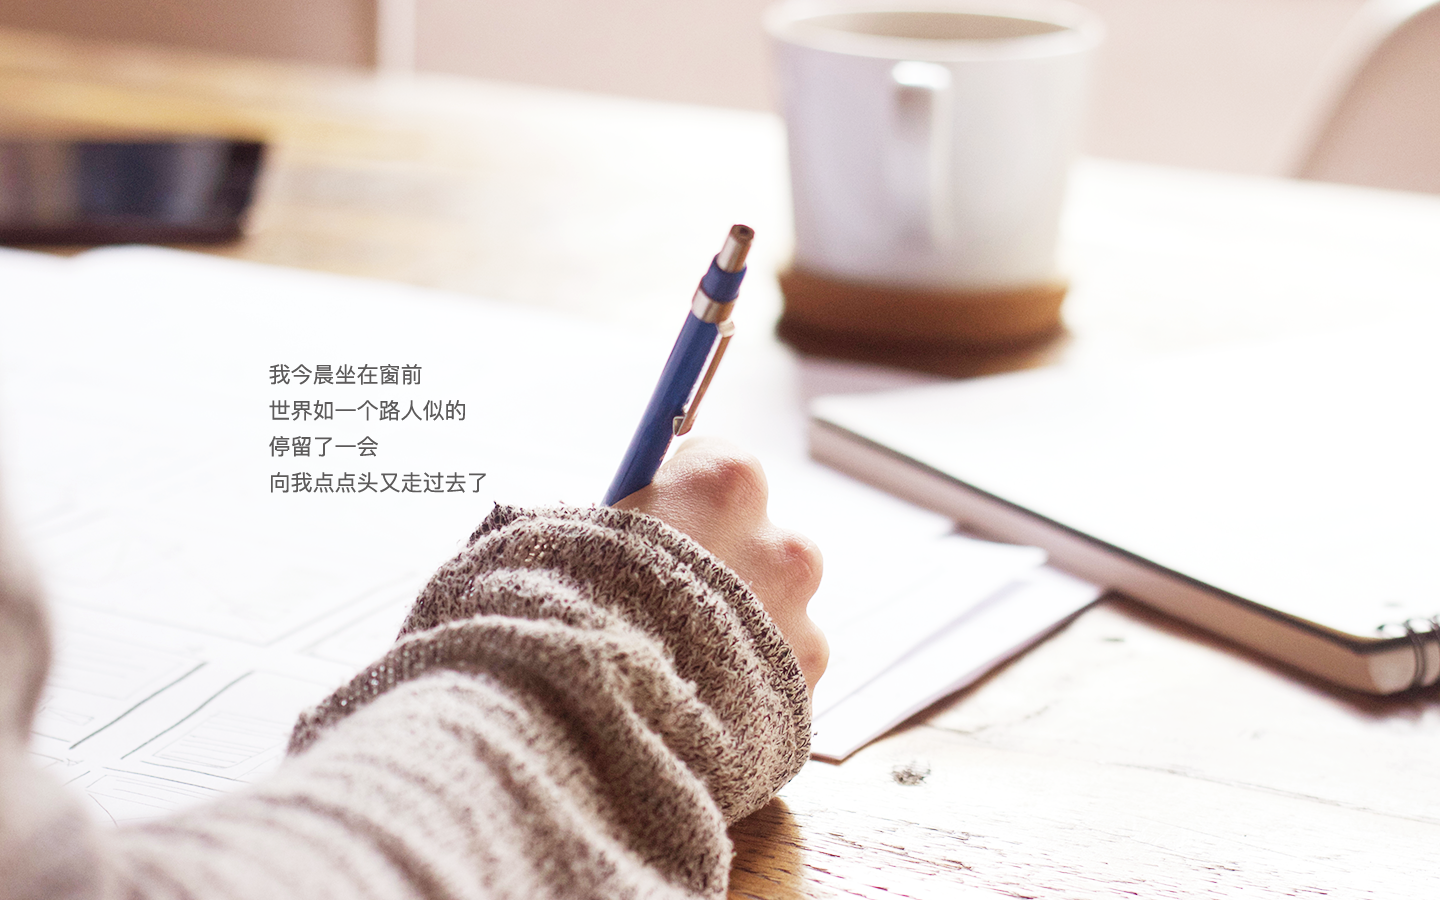 我今晨坐在窗前
世界如一个路人似的
停留了一会
向我点点头又走过去了